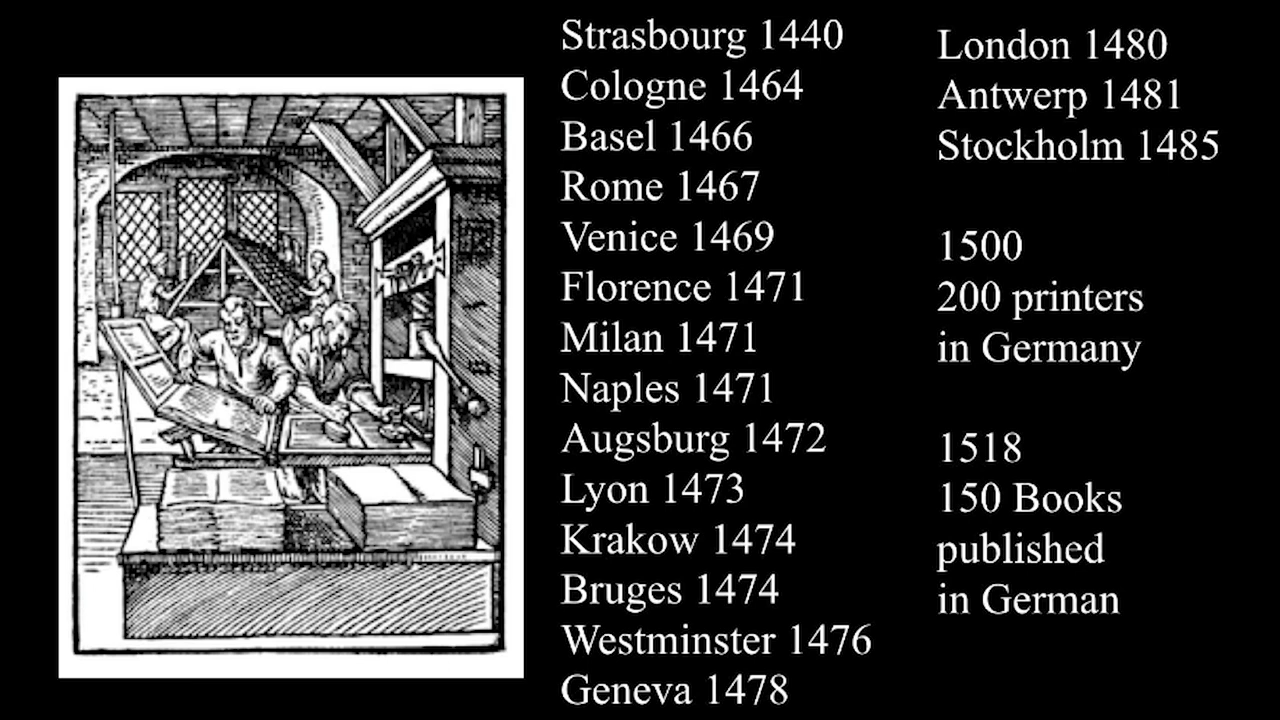 Strasbourg 1440
Cologne 1464
Basel 1466
Rome 1467
Venice 1469
Florence 1471
Milan 1471
Naples 1471
Augsburg 1472
Lyon 1473
Krakow 1474
Bruges 1474
Westminster 1476
Geneva 1478
London 1480
Antwerp 1481
Stockholm 1485
1500
200 printers
in Germany
1518
150 Books
published
in German